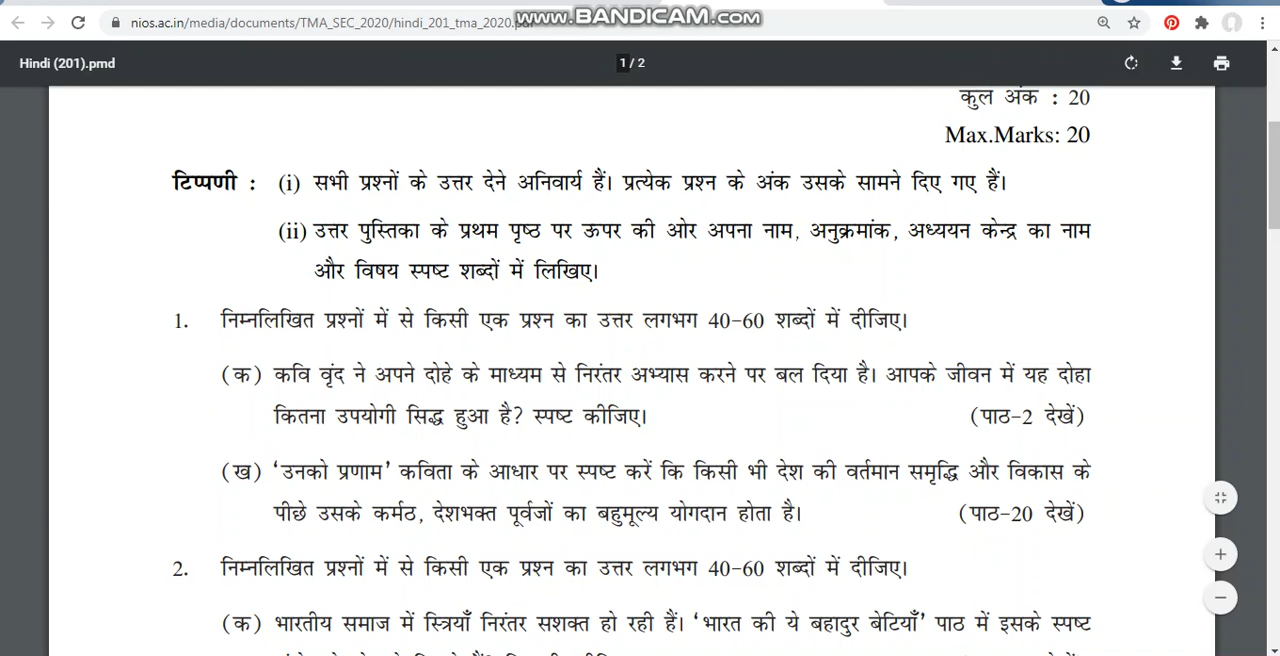 www.BANDICAM.com
nios.ac.in/media/documents/TMA_SEC_2020/hindi_201_tma_2020.pdf
Hindi (201).pmd
1 / 2
कुल अंक : 20
Max.Marks: 20
टिप्पणी : (i) सभी प्रश्नों के उत्तर देने अनिवार्य हैं। प्रत्येक प्रश्न के अंक उसके सामने दिए गए हैं।
(ii) उत्तर पुस्तिका के प्रथम पृष्ठ पर ऊपर की ओर अपना नाम, अनुक्रमांक, अध्ययन केन्द्र का नाम
और विषय स्पष्ट शब्दों में लिखिए।
1. निम्नलिखित प्रश्नों में से किसी एक प्रश्न का उत्तर लगभग 40-60 शब्दों में दीजिए।
(क) कवि वृंद ने अपने दोहे के माध्यम से निरंतर अभ्यास करने पर बल दिया है। आपके जीवन में यह दोहा
कितना उपयोगी सिद्ध हुआ है? स्पष्ट कीजिए। (पाठ-2 देखें)
(ख) ‘उनको प्रणाम’ कविता के आधार पर स्पष्ट करें कि किसी भी देश की वर्तमान समृद्धि और विकास के
पीछे उसके कर्मठ, देशभक्त पूर्वजों का बहुमूल्य योगदान होता है। (पाठ-20 देखें)
2. निम्नलिखित प्रश्नों में से किसी एक प्रश्न का उत्तर लगभग 40-60 शब्दों में दीजिए।
(क) भारतीय समाज में स्त्रियाँ निरंतर सशक्त हो रही हैं। ‘भारत की ये बहादुर बेटियाँ’ पाठ में इसके स्पष्ट